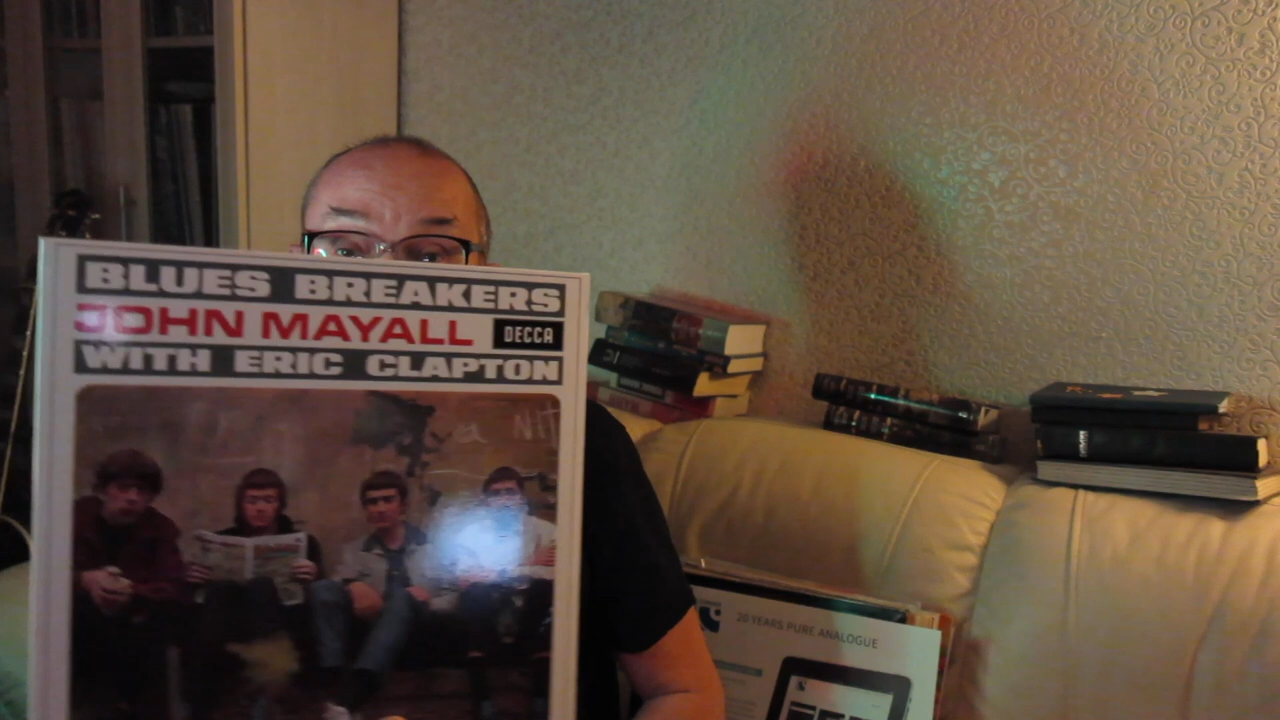 BLUES BREAKERS
JOHN MAYALL DECCA
WITH ERIC CLAPTON
20 YEARS PURE ANALOGUE